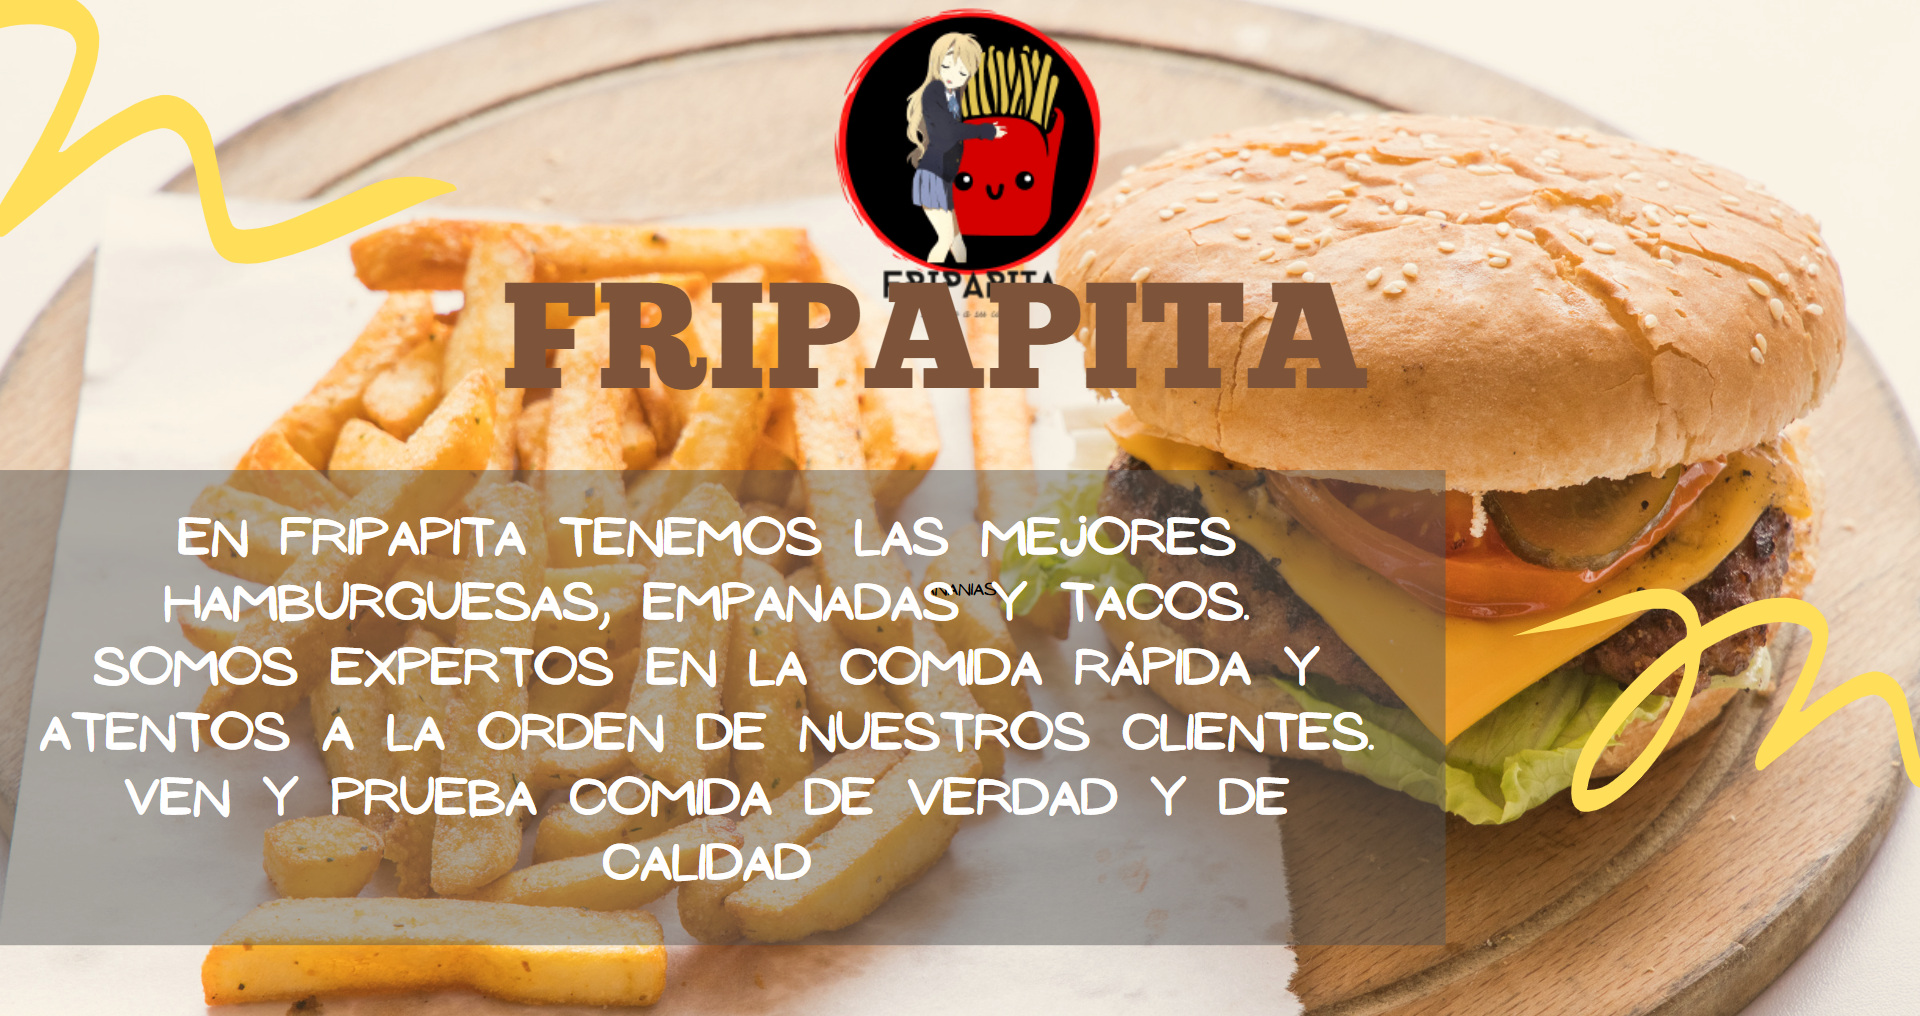 FRIPAPITA
FRIPAPITA
EN FRIPAPITA TENEMOS LAS MEJORES
HAMBURGUESAS, EMPANADAS Y TACOS.
SOMOS EXPERTOS EN LA COMIDA RÁPIDA Y
ATENTOS A LA ORDEN DE NUESTROS CLIENTES.
VEN Y PRUEBA COMIDA DE VERDAD Y DE
CALIDAD